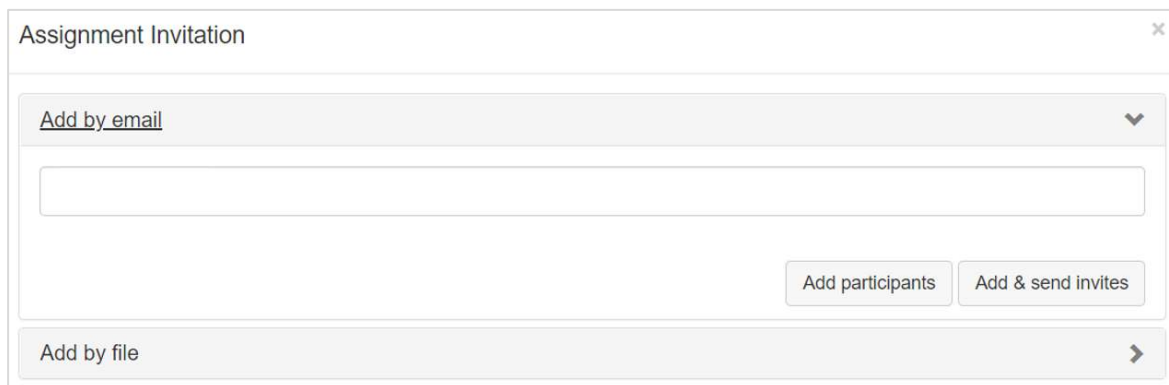 Assignment Invitation
Add by email
Add participants Add & send invites
Add by file